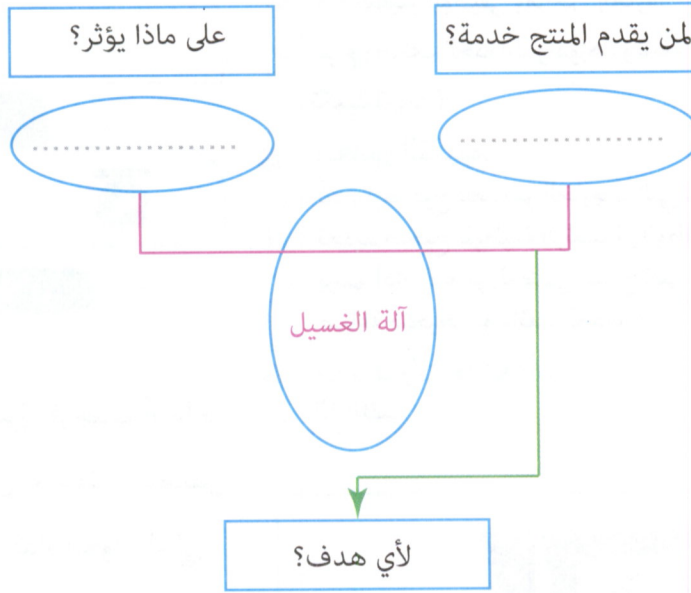 لمن يقدم المنتج خدمة؟
على ماذا يؤثر؟
....................
....................
آلة الغسيل
لأي هدف؟